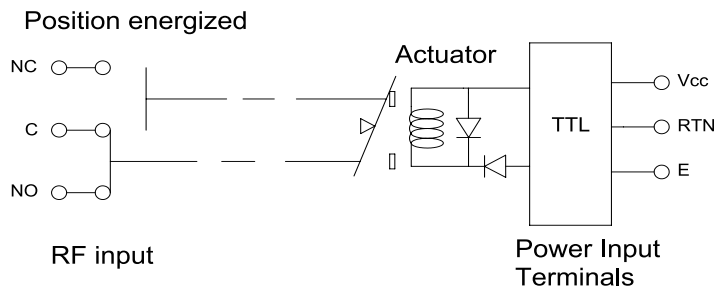 Position energized
NC
C
NO
RF input
Actuator
TTL
Vcc
RTN
E
Power Input
Terminals